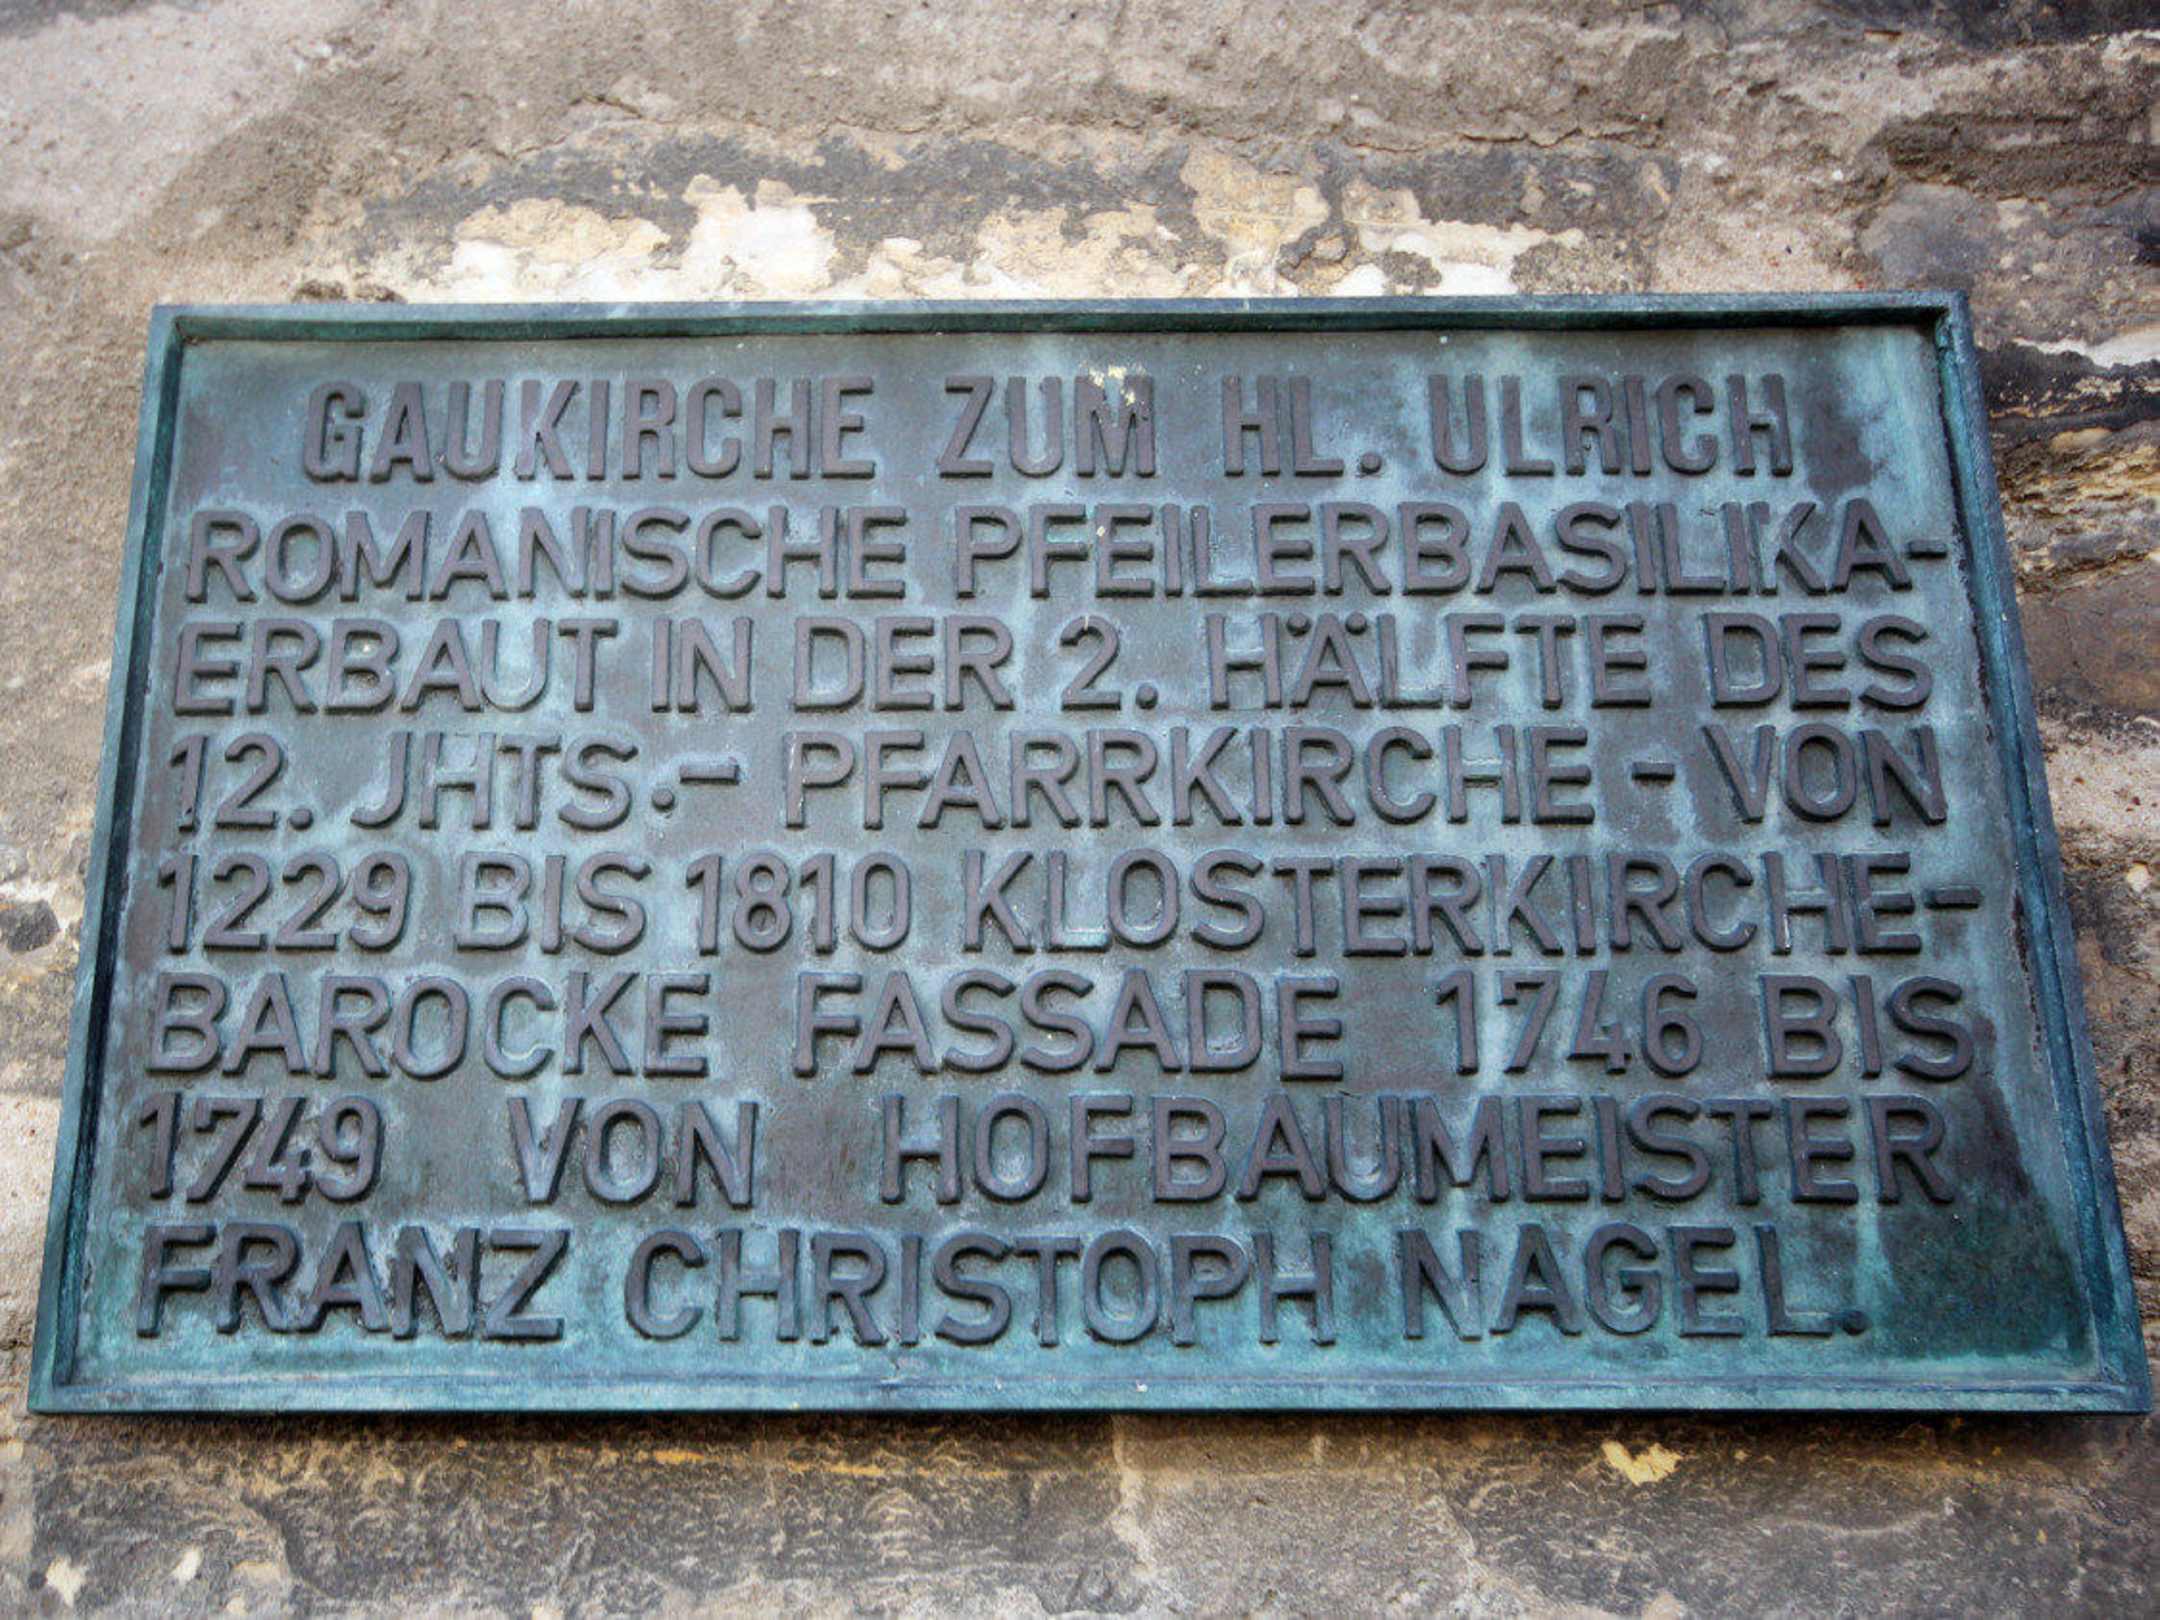 GAUKIRCHE ZUM HL. ULRICH
ROMANISCHE PFEILERBASILIKA-
ERBAUT IN DER 2. HÄLFTE DES
12. JHTS.- PFARRKIRCHE - VON
1229 BIS 1810 KLOSTERKIRCHE-
BAROCKE FASSADE 1746 BIS
1749 VON HOFBAUMEISTER
FRANZ CHRISTOPH NAGEL.